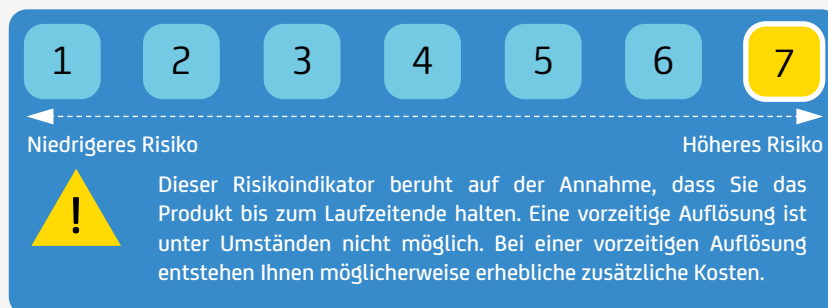 1 2 3 4 5 6 7
Niedrigeres Risiko Höheres Risiko
!
Dieser Risikoindikator beruht auf der Annahme, dass Sie das
Produkt bis zum Laufzeitende halten. Eine vorzeitige Auflösung ist
unter Umständen nicht möglich. Bei einer vorzeitigen Auflösung
entstehen Ihnen möglicherweise erhebliche zusätzliche Kosten.